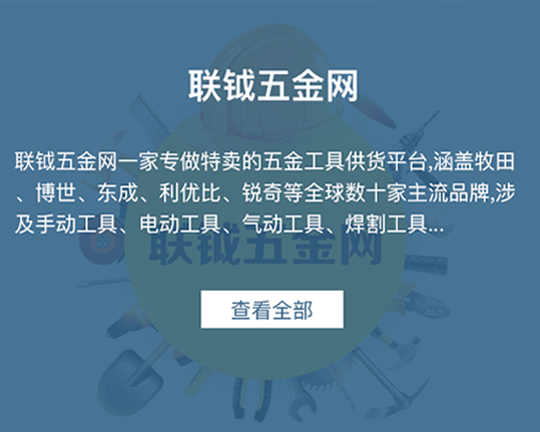 联钺五金网
联钺五金网一家专做特卖的五金工具供货平台,涵盖牧田
、博世、东成、利优比、锐奇等全球数十家主流品牌,涉
及手动工具、电动工具、气动工具、焊割工具...
联钺五金网
查看全部